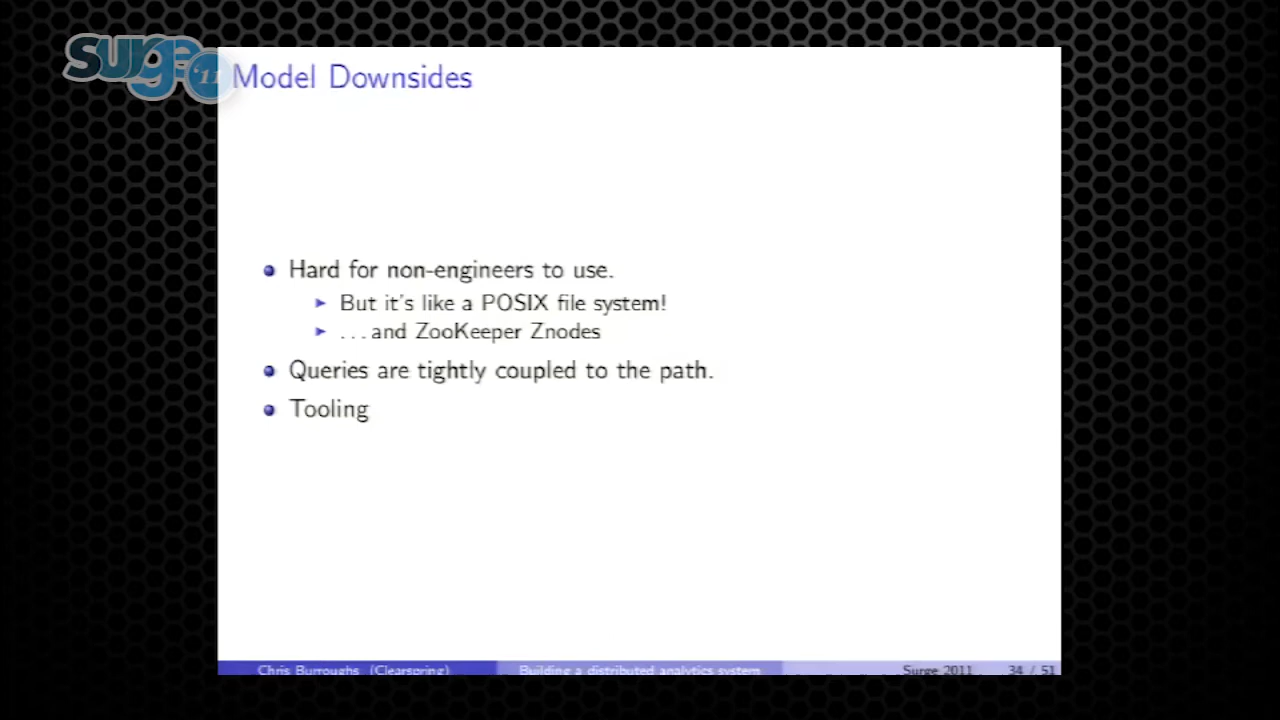 surge '11
Model Downsides
Hard for non-engineers to use.
But it's like a POSIX file system!
...and ZooKeeper Znodes
Queries are tightly coupled to the path.
Tooling
Chris Burroughs (Clearspring) Building a distributed analytics system Surge 2011 34 / 51